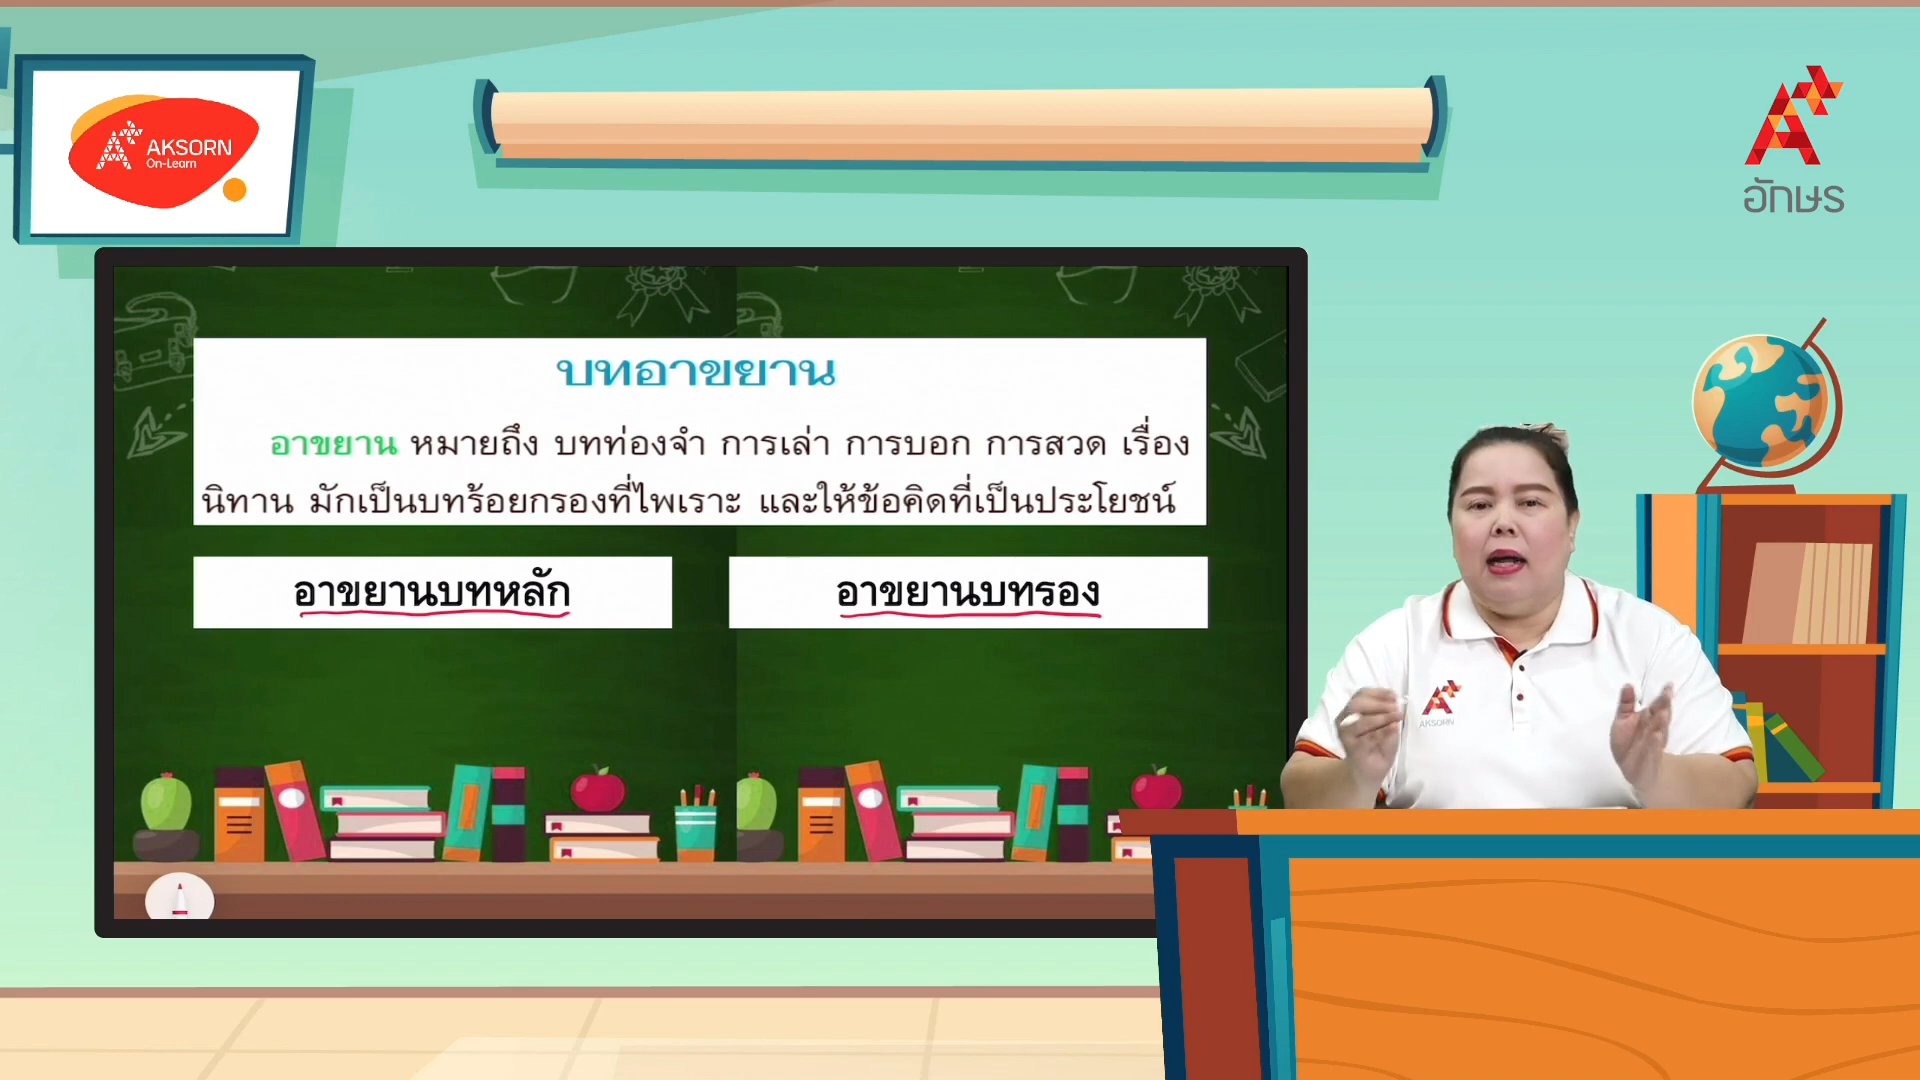 AKSORN
On-Learn
อักษร
บทอาขยาน
อาขยาน หมายถึง บทท่องจำ การเล่า การบอก การสวด เรื่อง
นิทาน มักเป็นบทร้อยกรองที่ไพเราะ และให้ข้อคิดที่เป็นประโยชน์
อาขยานบทหลัก
อาขยานบทรอง
AKSORN